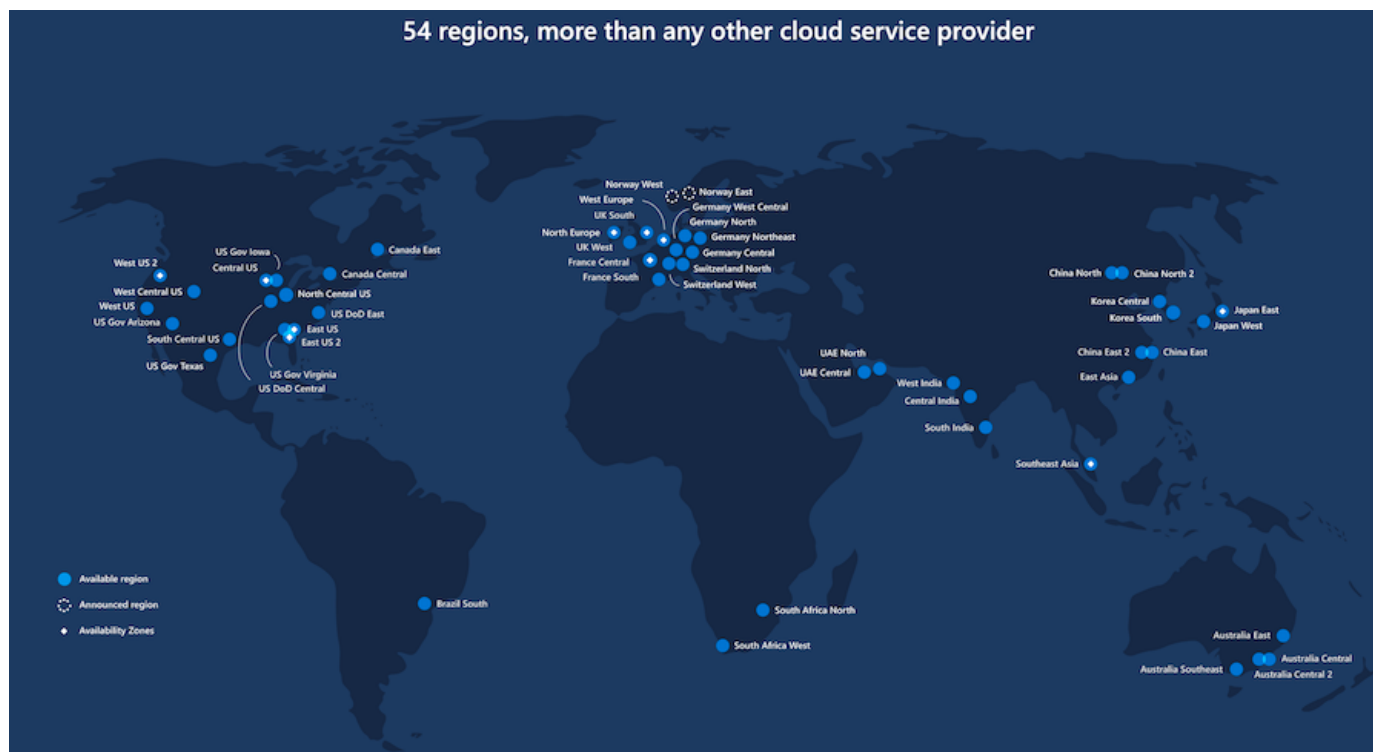 54 regions, more than any other cloud service provider
Norway West
Norway East
West Europe
Germany West Central
UK South
Germany North
North Europe
Germany Northeast
UK West
Germany Central
France Central
Switzerland North
France South
Switzerland West
Canada East
US Gov Iowa
West US 2
Central US
Canada Central
West Central US
North Central US
West US
US DoD East
US Gov Arizona
East US
South Central US
East US 2
US Gov Texas
US Gov Virginia
US DoD Central
China North
China North 2
Korea Central
Korea South
Japan East
Japan West
UAE North
China East 2
China East
UAE Central
East Asia
West India
Central India
South India
Southeast Asia
Available region
Announced region
Availability Zones
Brazil South
South Africa North
South Africa West
Australia East
Australia Central
Australia Southeast
Australia Central 2